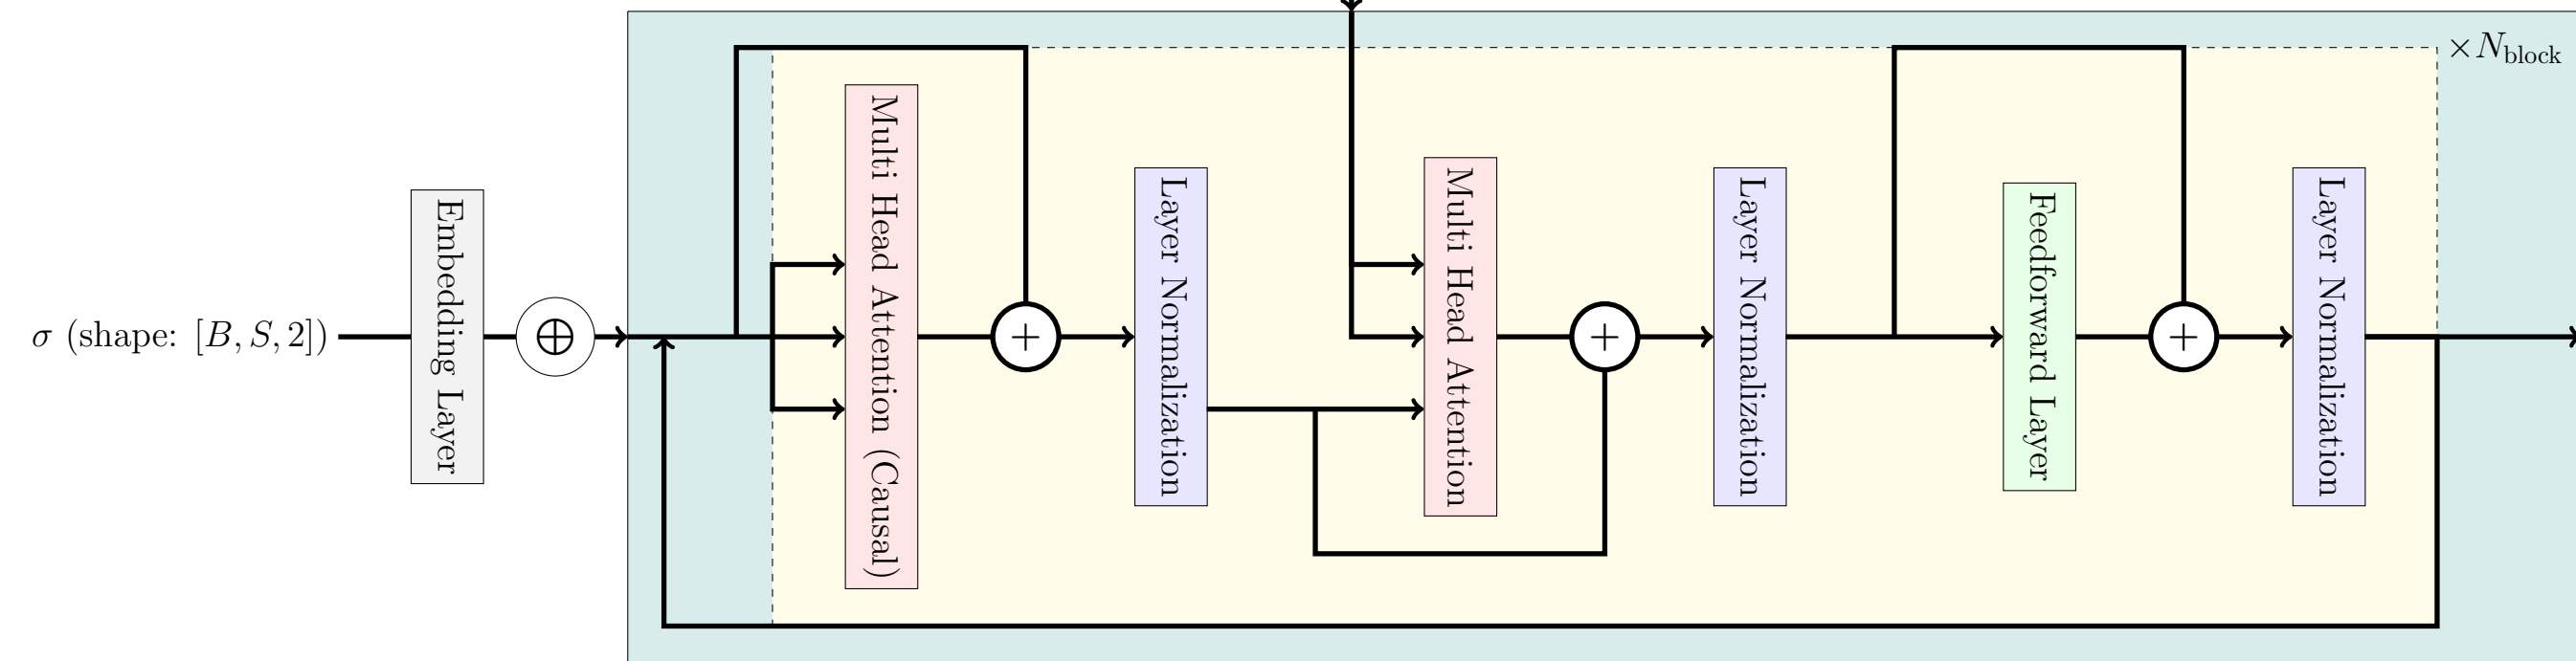 σ (shape: [B, S, 2])
Embedding Layer
⊕
Multi Head Attention (Causal)
+
Layer Normalization
Multi Head Attention
+
Layer Normalization
Feedforward Layer
+
Layer Normalization
×N_block